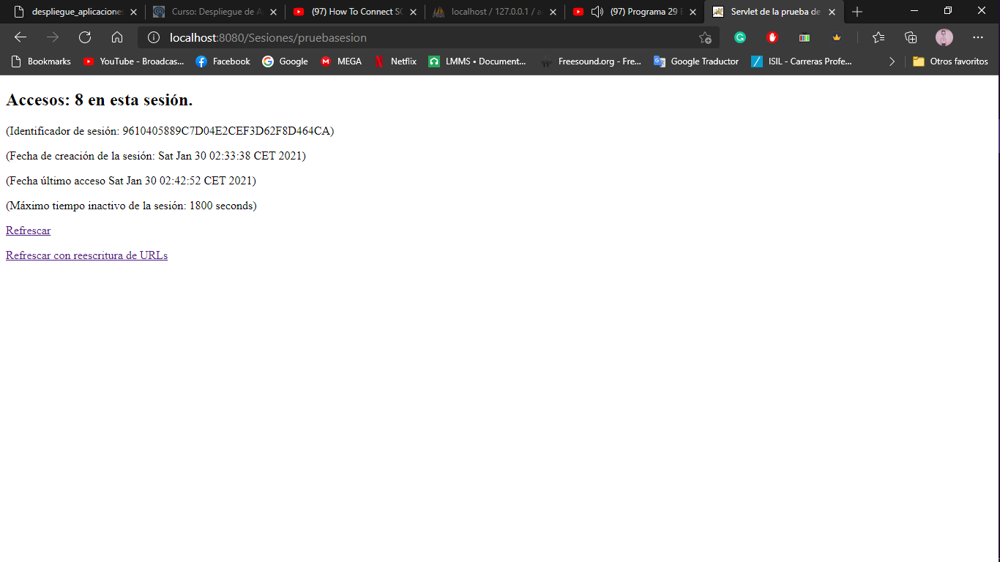 despliegue_aplicaciones
Curso: Despliegue de A
(97) How To Connect SQ
localhost / 127.0.0.1 / a
(97) Programa 29
Servlet de la prueba de
localhost:8080/Sesiones/pruebasesion
Bookmarks
YouTube - Broadcas...
Facebook
Google
MEGA
Netflix
LMMS • Document...
Freesound.org - Fre...
Google Traductor
ISIL - Carreras Profe...
Otros favoritos
Accesos: 8 en esta sesión.
(Identificador de sesión: 9610405889C7D04E2CEF3D62F8D464CA)
(Fecha de creación de la sesión: Sat Jan 30 02:33:38 CET 2021)
(Fecha último acceso Sat Jan 30 02:42:52 CET 2021)
(Máximo tiempo inactivo de la sesión: 1800 seconds)
Refrescar
Refrescar con reescritura de URLs